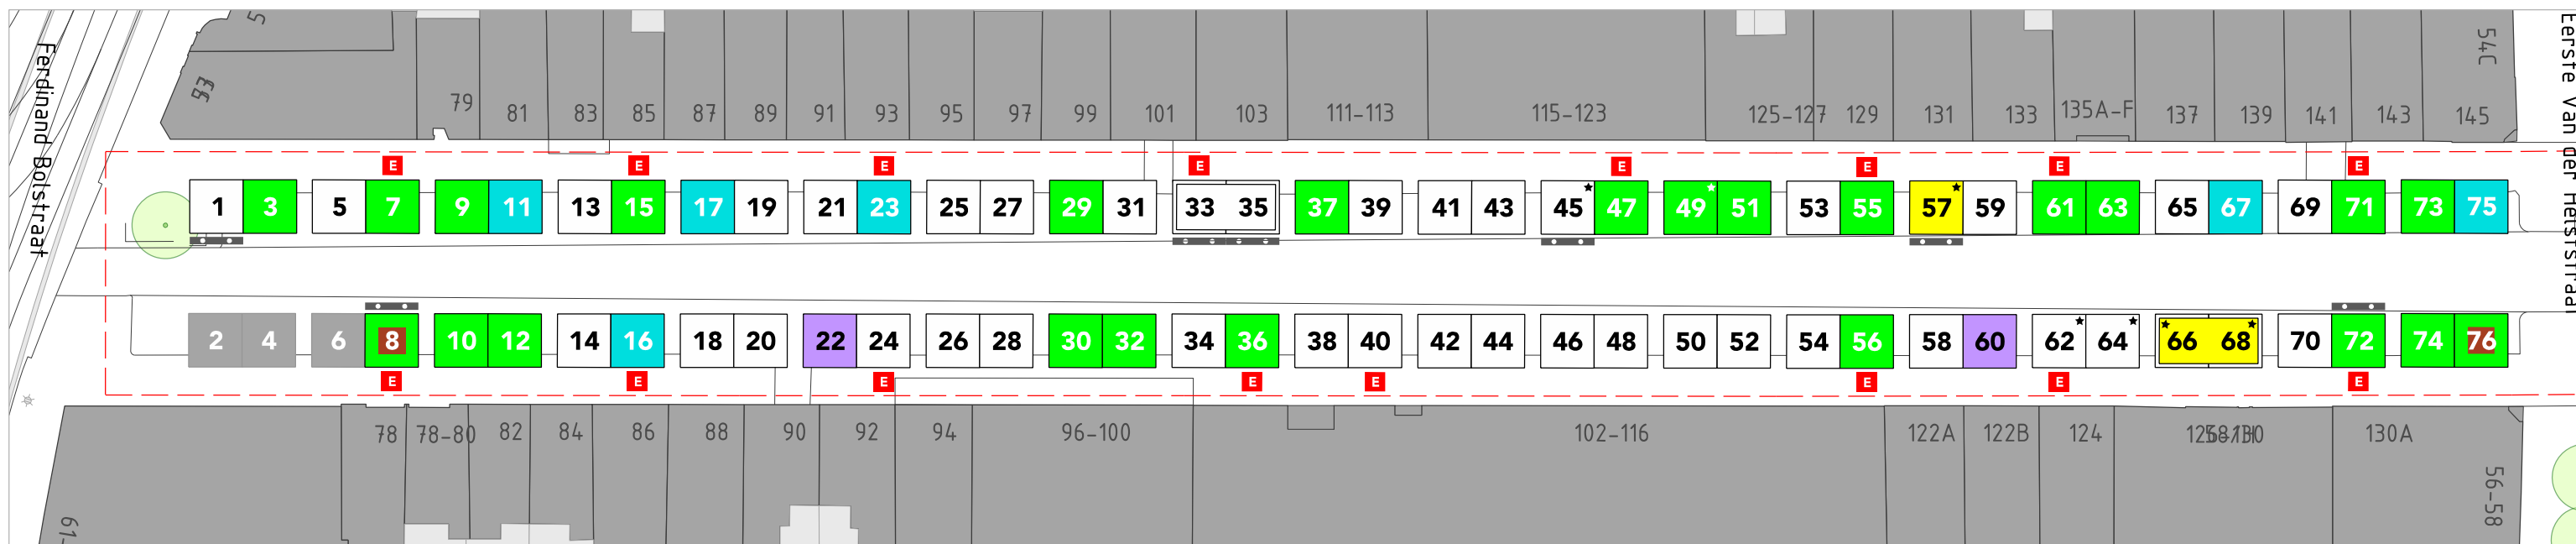 Ferdinand Bolstraat
5
79 81 83 85 87 89 91 93 95 97 99 101 103 111-113 115-123 125-127 129 131 133 135A-F 137 139 141 143 145
54C
E E E E E E E E
1 3 5 7 9 11 13 15 17 19 21 23 25 27 29 31 33 35 37 39 41 43 45 47 49 51 53 55 57 59 61 63 65 67 69 71 73 75
2 4 6 8 10 12 14 16 18 20 22 24 26 28 30 32 34 36 38 40 42 44 46 48 50 52 54 56 58 60 62 64 66 68 70 72 74 76
E E E E E E E E
78 78-80 82 84 86 88 90 92 94 96-100 102-116 122A 122B 124 130A
61-
56-58
Eerste Van der Helststraat